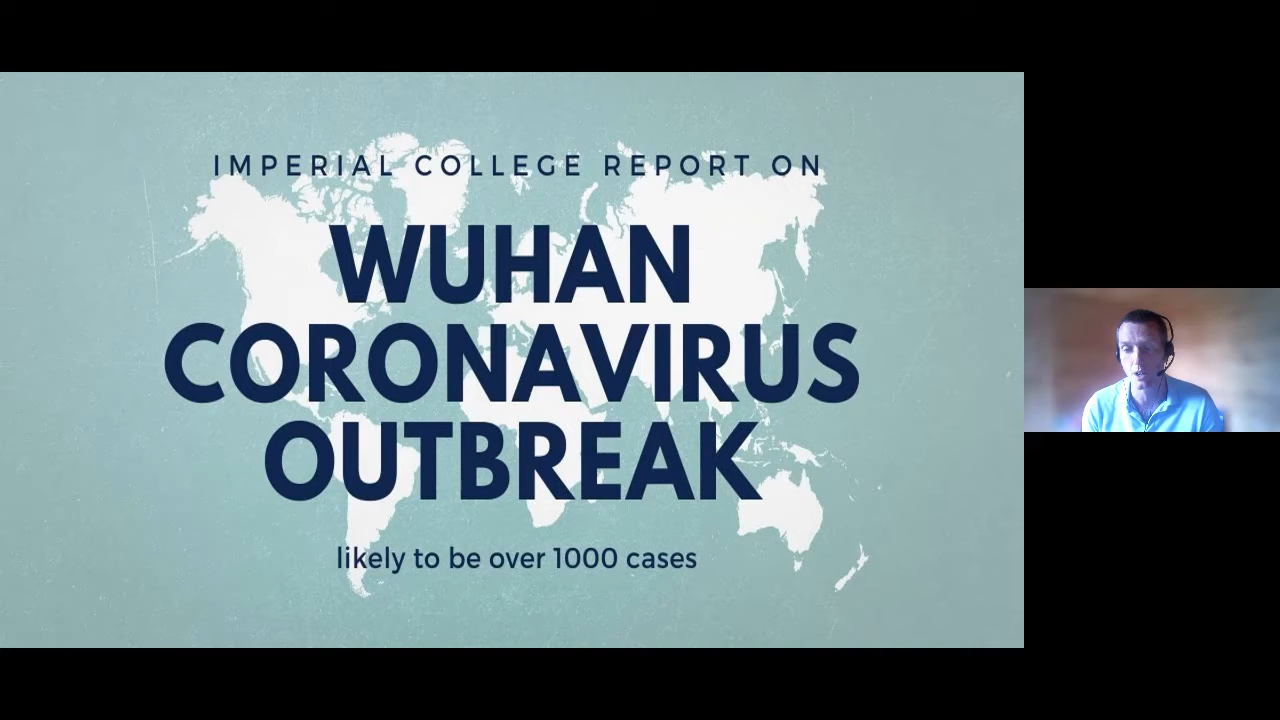 IMPERIAL COLLEGE REPORT ON
WUHAN
CORONAVIRUS
OUTBREAK
likely to be over 1000 cases